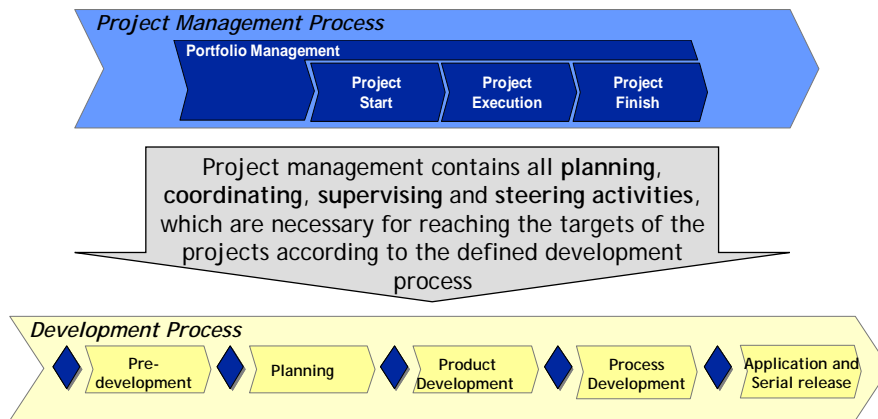 Project Management Process
Portfolio Management
Project
Start
Project
Execution
Project
Finish
Project management contains all planning,
coordinating, supervising and steering activities,
which are necessary for reaching the targets of the
projects according to the defined development
process
Development Process
Pre-
development
Planning
Product
Development
Process
Development
Application and
Serial release